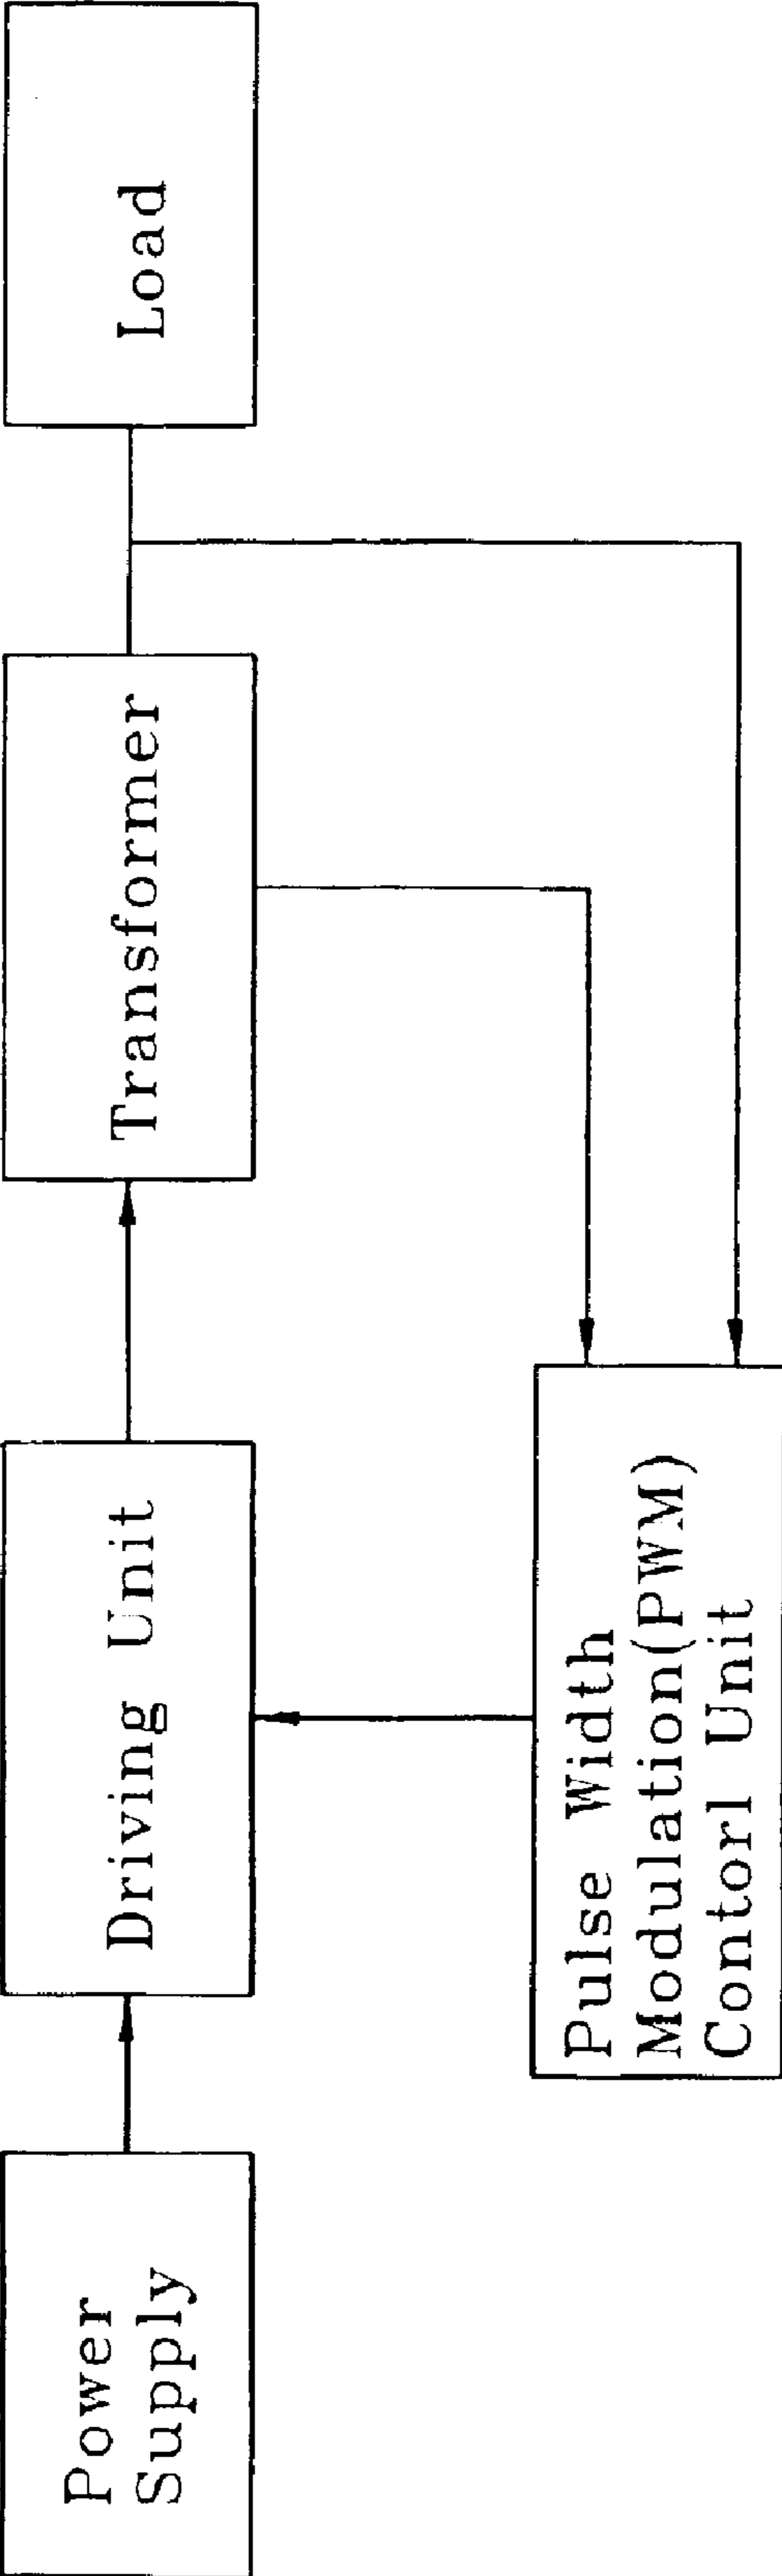 Power
Supply
Driving Unit
Transformer
Load
Pulse Width
Modulation(PWM)
Contorl Unit